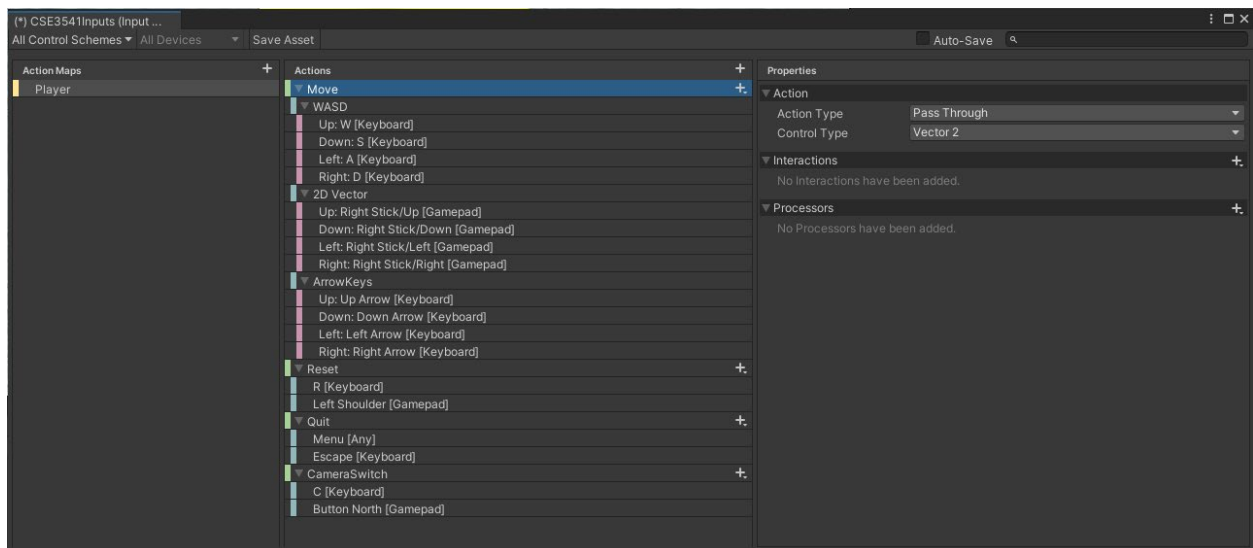 (*) CSE3541Inputs (Input ...
All Control Schemes All Devices Save Asset Auto-Save
Action Maps
Player
Actions
Move
WASD
Up: W [Keyboard]
Down: S [Keyboard]
Left: A [Keyboard]
Right: D [Keyboard]
2D Vector
Up: Right Stick/Up [Gamepad]
Down: Right Stick/Down [Gamepad]
Left: Right Stick/Left [Gamepad]
Right: Right Stick/Right [Gamepad]
ArrowKeys
Up: Up Arrow [Keyboard]
Down: Down Arrow [Keyboard]
Left: Left Arrow [Keyboard]
Right: Right Arrow [Keyboard]
Reset
R [Keyboard]
Left Shoulder [Gamepad]
Quit
Menu [Any]
Escape [Keyboard]
CameraSwitch
C [Keyboard]
Button North [Gamepad]
Properties
Action
Action Type Pass Through
Control Type Vector 2
Interactions
No Interactions have been added.
Processors
No Processors have been added.